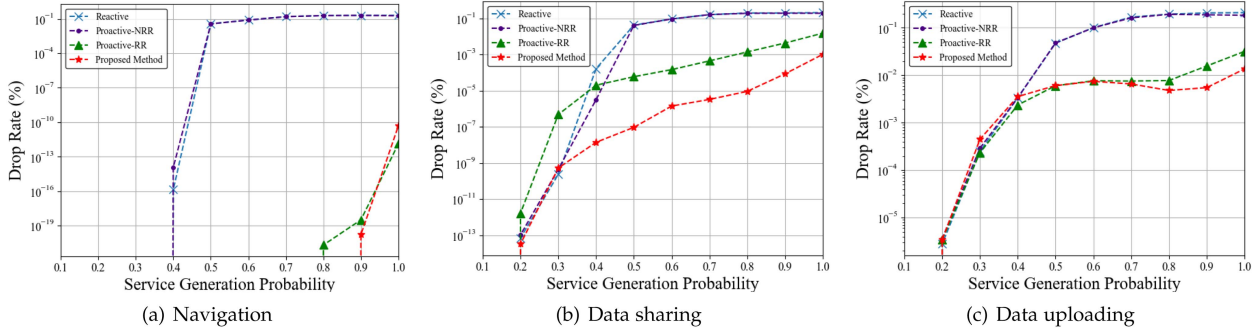 Reactive
Proactive-NRR
Proactive-RR
Proposed Method
Drop Rate (%)
10⁻¹
10⁻⁴
10⁻⁷
10⁻¹⁰
10⁻¹³
10⁻¹⁶
10⁻¹⁹
0.1 0.2 0.3 0.4 0.5 0.6 0.7 0.8 0.9 1.0
Service Generation Probability
(a) Navigation
Reactive
Proactive-NRR
Proactive-RR
Proposed Method
Drop Rate (%)
10⁻¹
10⁻³
10⁻⁵
10⁻⁷
10⁻⁹
10⁻¹¹
10⁻¹³
0.1 0.2 0.3 0.4 0.5 0.6 0.7 0.8 0.9 1.0
Service Generation Probability
(b) Data sharing
Reactive
Proactive-NRR
Proactive-RR
Proposed Method
Drop Rate (%)
10⁻¹
10⁻²
10⁻³
10⁻⁴
10⁻⁵
0.1 0.2 0.3 0.4 0.5 0.6 0.7 0.8 0.9 1.0
Service Generation Probability
(c) Data uploading